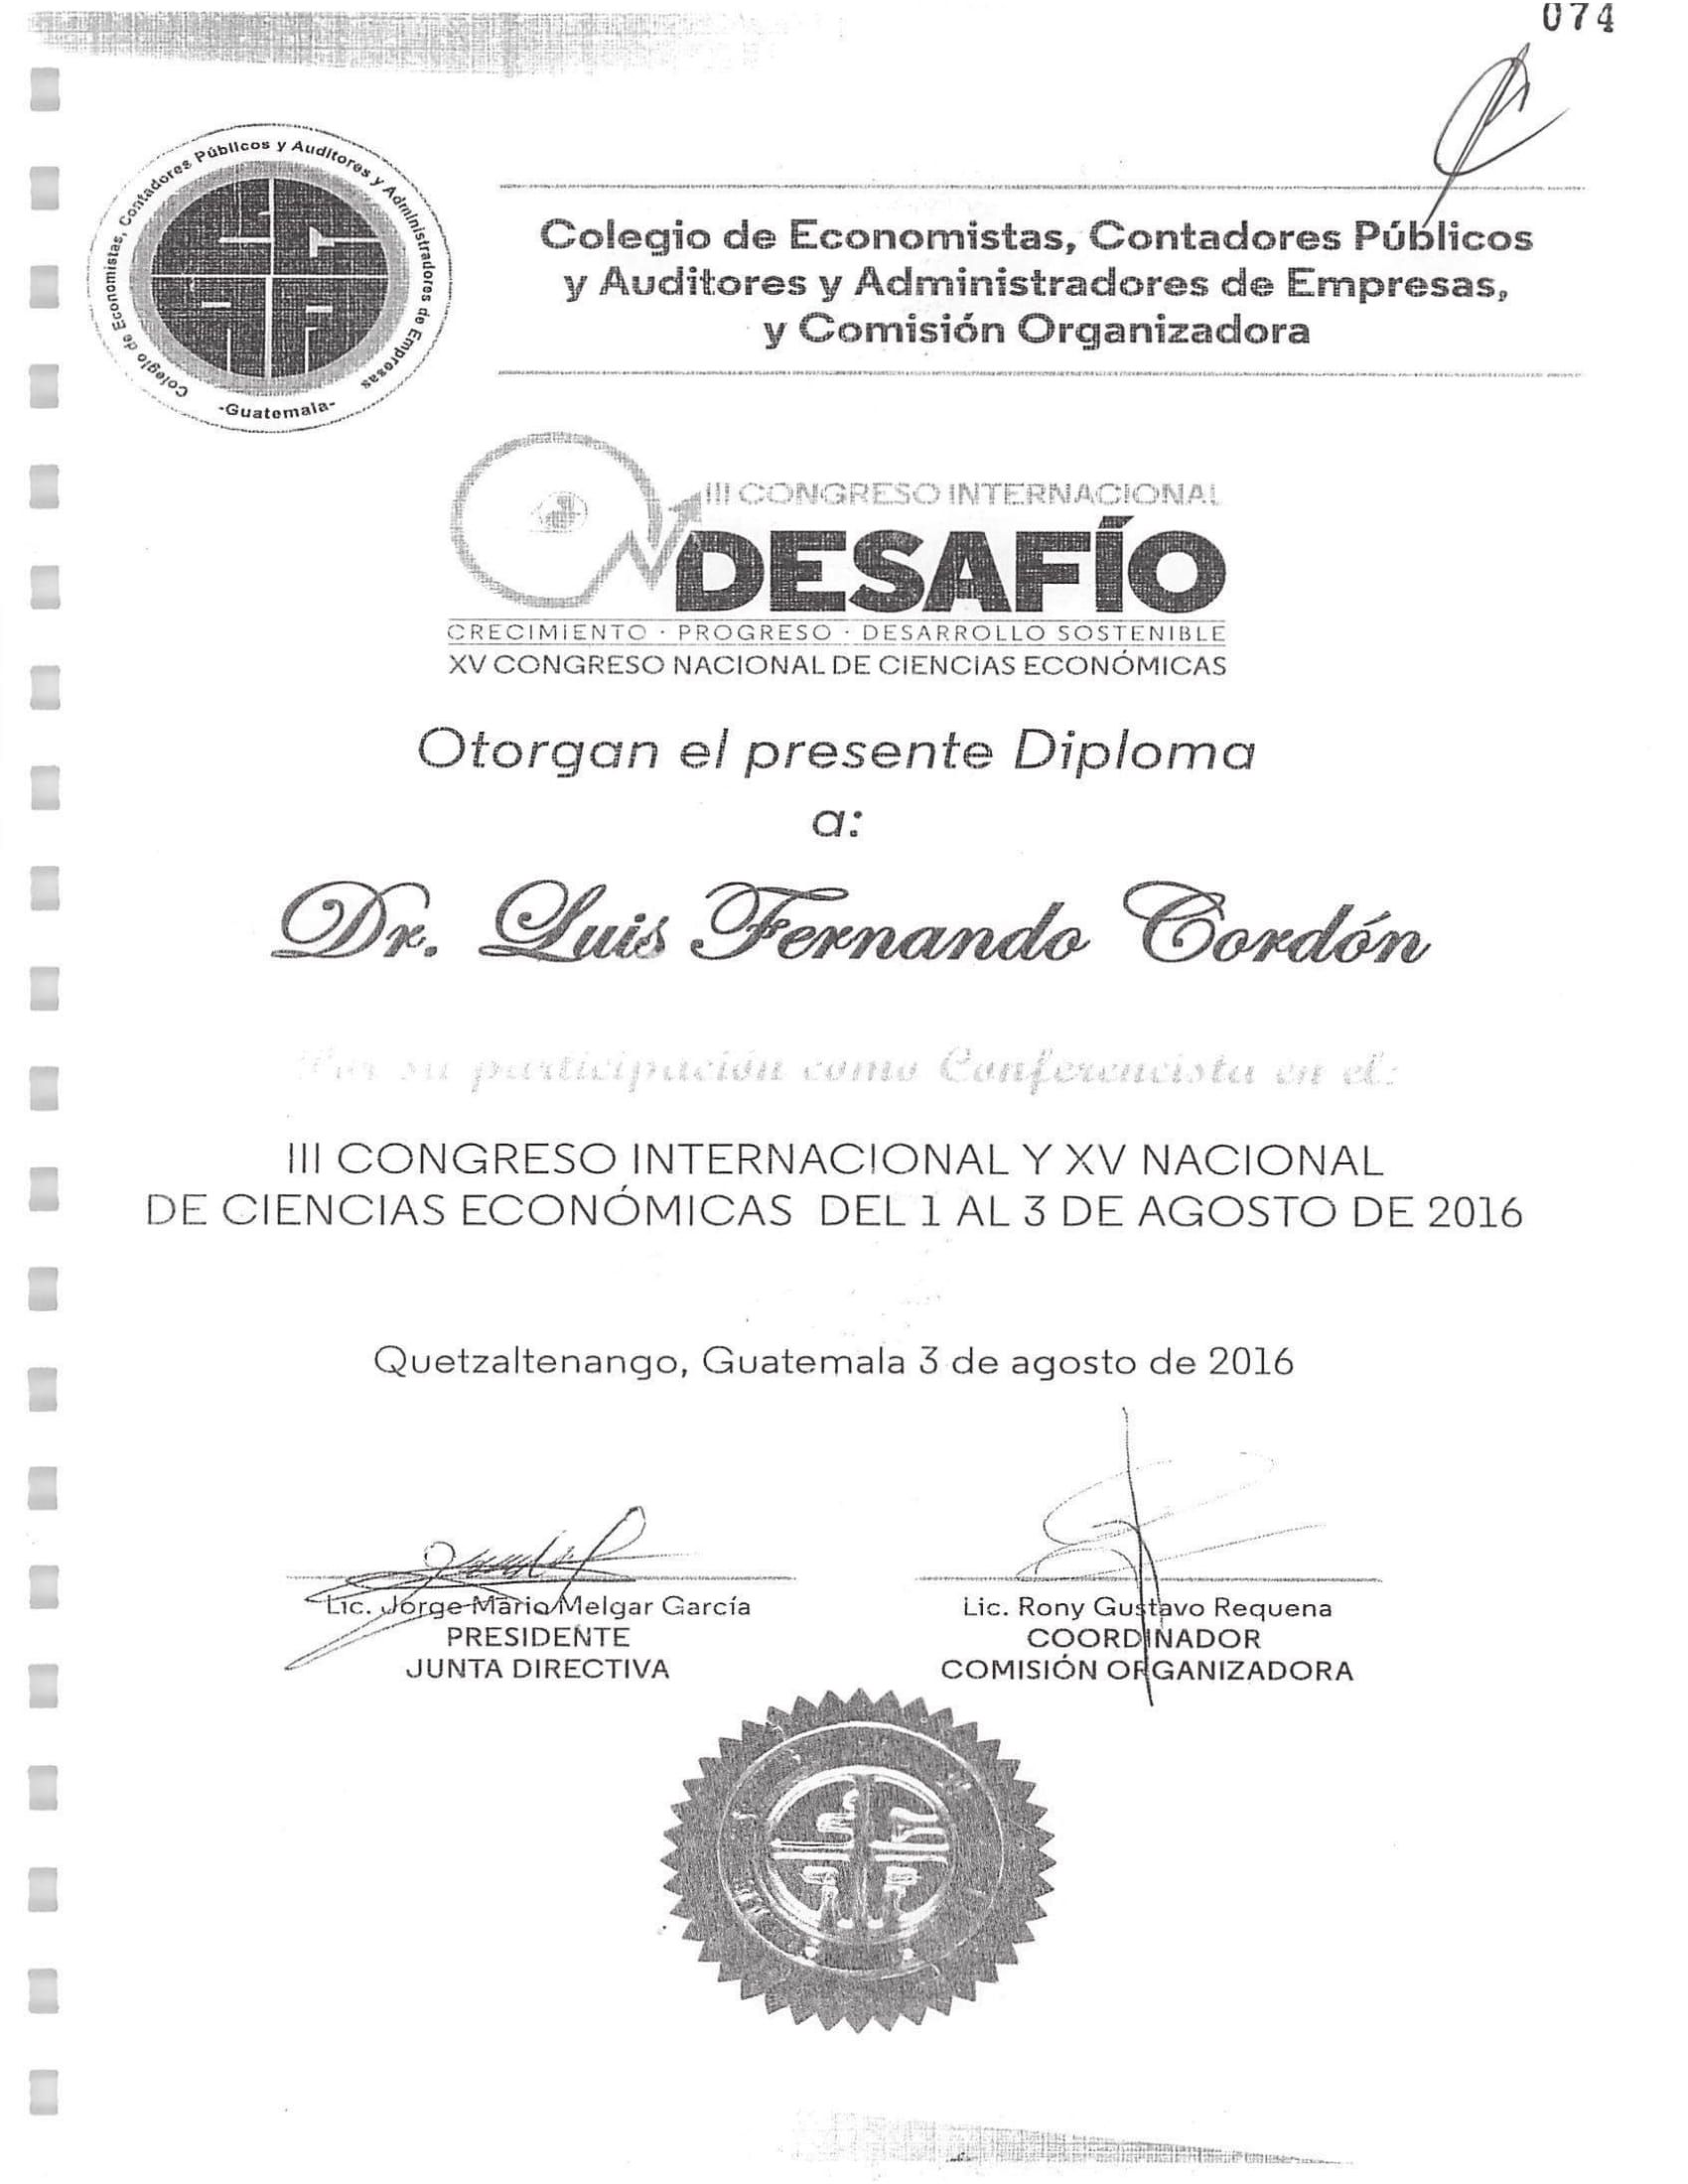 074
Colegio de Economistas, Contadores Públicos y Auditores y Administradores de Empresas
-Guatemala-
Colegio de Economistas, Contadores Públicos
y Auditores y Administradores de Empresas,
y Comisión Organizadora
III CONGRESO INTERNACIONAL
DESAFÍO
CRECIMIENTO · PROGRESO · DESARROLLO SOSTENIBLE
XV CONGRESO NACIONAL DE CIENCIAS ECONÓMICAS
Otorgan el presente Diploma
a:
Dr. Luis Fernando Cordón
Por su participación como Conferencista en el:
III CONGRESO INTERNACIONAL Y XV NACIONAL
DE CIENCIAS ECONÓMICAS DEL 1 AL 3 DE AGOSTO DE 2016
Quetzaltenango, Guatemala 3 de agosto de 2016
Lic. Jorge Mario Melgar García
PRESIDENTE
JUNTA DIRECTIVA
Lic. Rony Gustavo Requena
COORDINADOR
COMISIÓN ORGANIZADORA